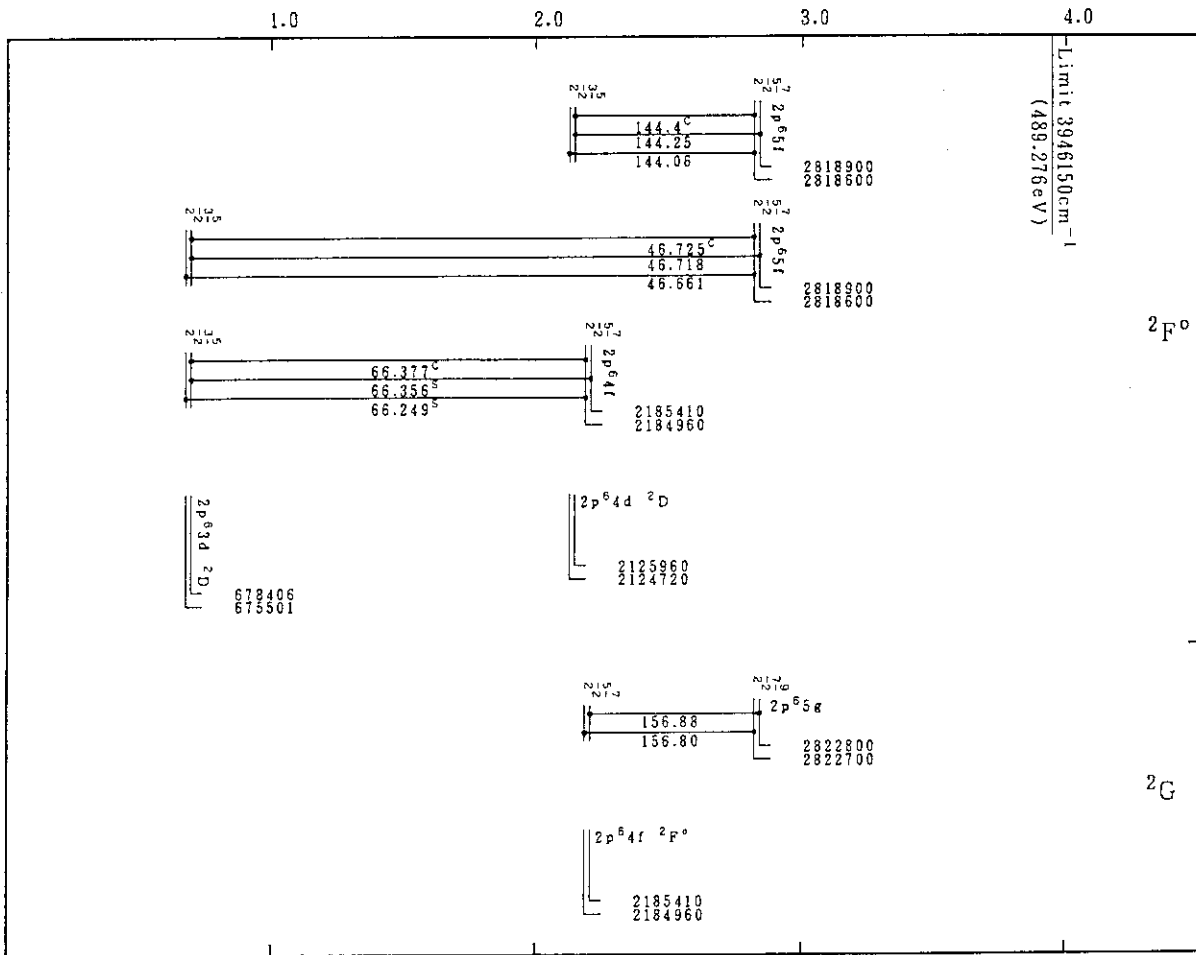 1.0 2.0 3.0 4.0
Limit 3946150cm⁻¹
(489.276eV)
3/2 5/2
5/2 7/2
2p⁶5f
144.4ᶜ
144.25
144.06
2818900
2818600
3/2 5/2
5/2 7/2
2p⁶5f
46.725ᶜ
46.718
46.661
2818900
2818600
²F°
3/2 5/2
5/2 7/2
2p⁶4f
66.377ᶜ
66.356ˢ
66.249ˢ
2185410
2184960
2p⁶3d ²D
678406
675501
2p⁶4d ²D
2125960
2124720
5/2 7/2
7/2 9/2
2p⁶5g
156.88
156.80
2822800
2822700
²G
2p⁶4f ²F°
2185410
2184960